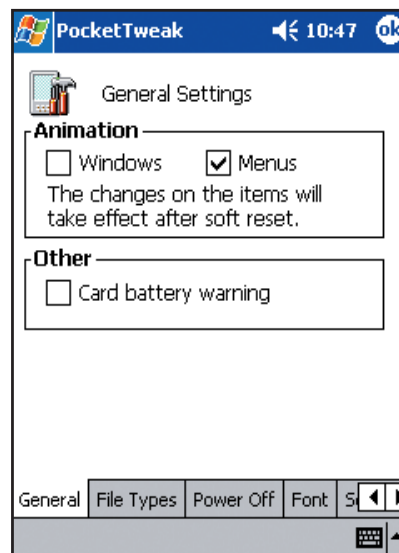 PocketTweak 10:47 ok
General Settings
Animation
Windows Menus
The changes on the items will
take effect after soft reset.
Other
Card battery warning
General File Types Power Off Font